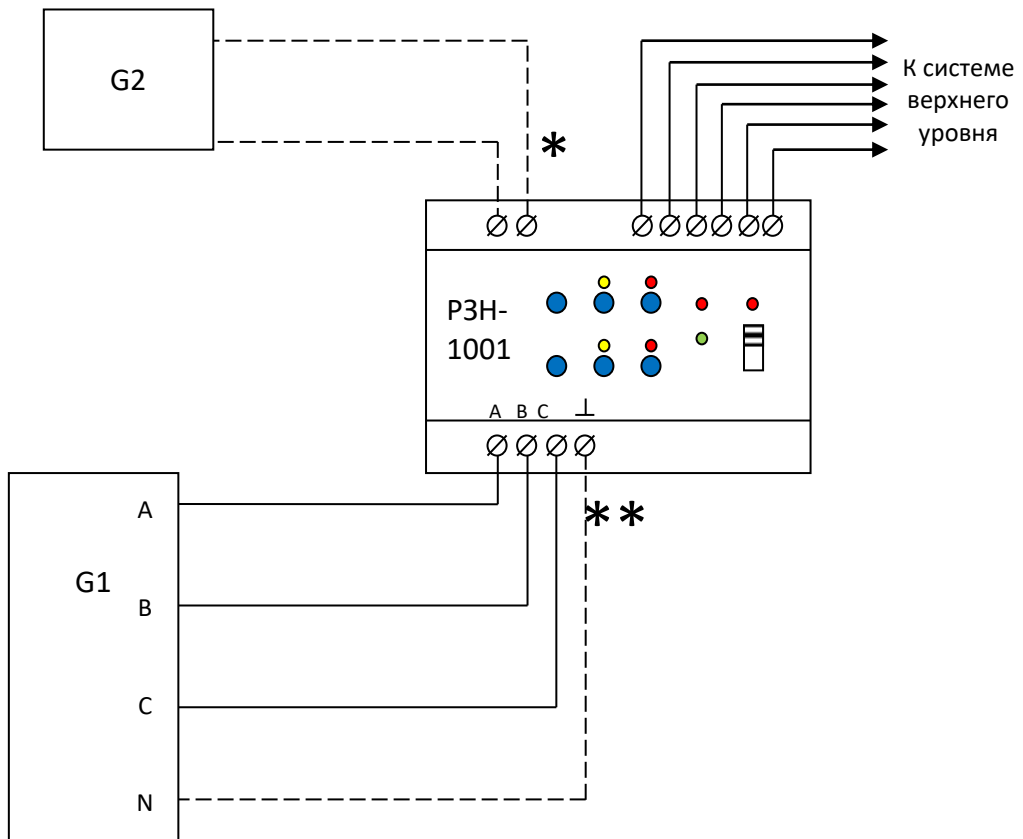 G2
К системе
верхнего
уровня
*
РЗН-
1001
A B C ⊥
**
G1
A
B
C
N